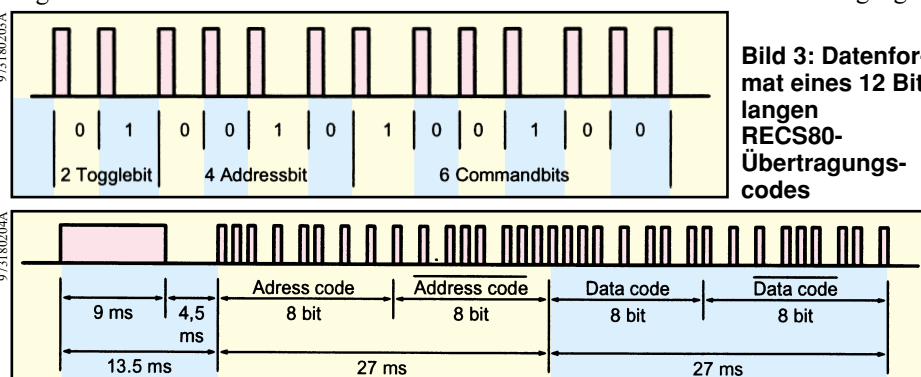 973180203A
Bild 3: Datenfor-
mat eines 12 Bit
langen
RECS80-
Übertragungs-
codes
0 1 0 0 1 0 1 0 0 1 0 0
2 Togglebit 4 Addressbit 6 Commandbits
973180204A
Adress code Address code Data code Data code
9 ms 4,5 8 bit 8 bit 8 bit 8 bit
ms
13.5 ms 27 ms 27 ms